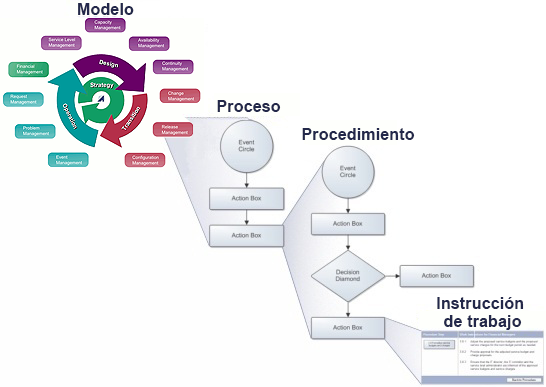 Modelo
Capacity
Management
Service Level
Management
Availability
Management
Design
Financial
Management
Continuity
Management
Strategy
Request
Management
Change
Management
Operation
Transition
Problem
Management
Release
Management
Event
Management
Configuration
Management
Proceso
Event
Circle
Action Box
Action Box
Procedimiento
Event
Circle
Action Box
Decision
Diamond
Action Box
Action Box
Instrucción
de trabajo